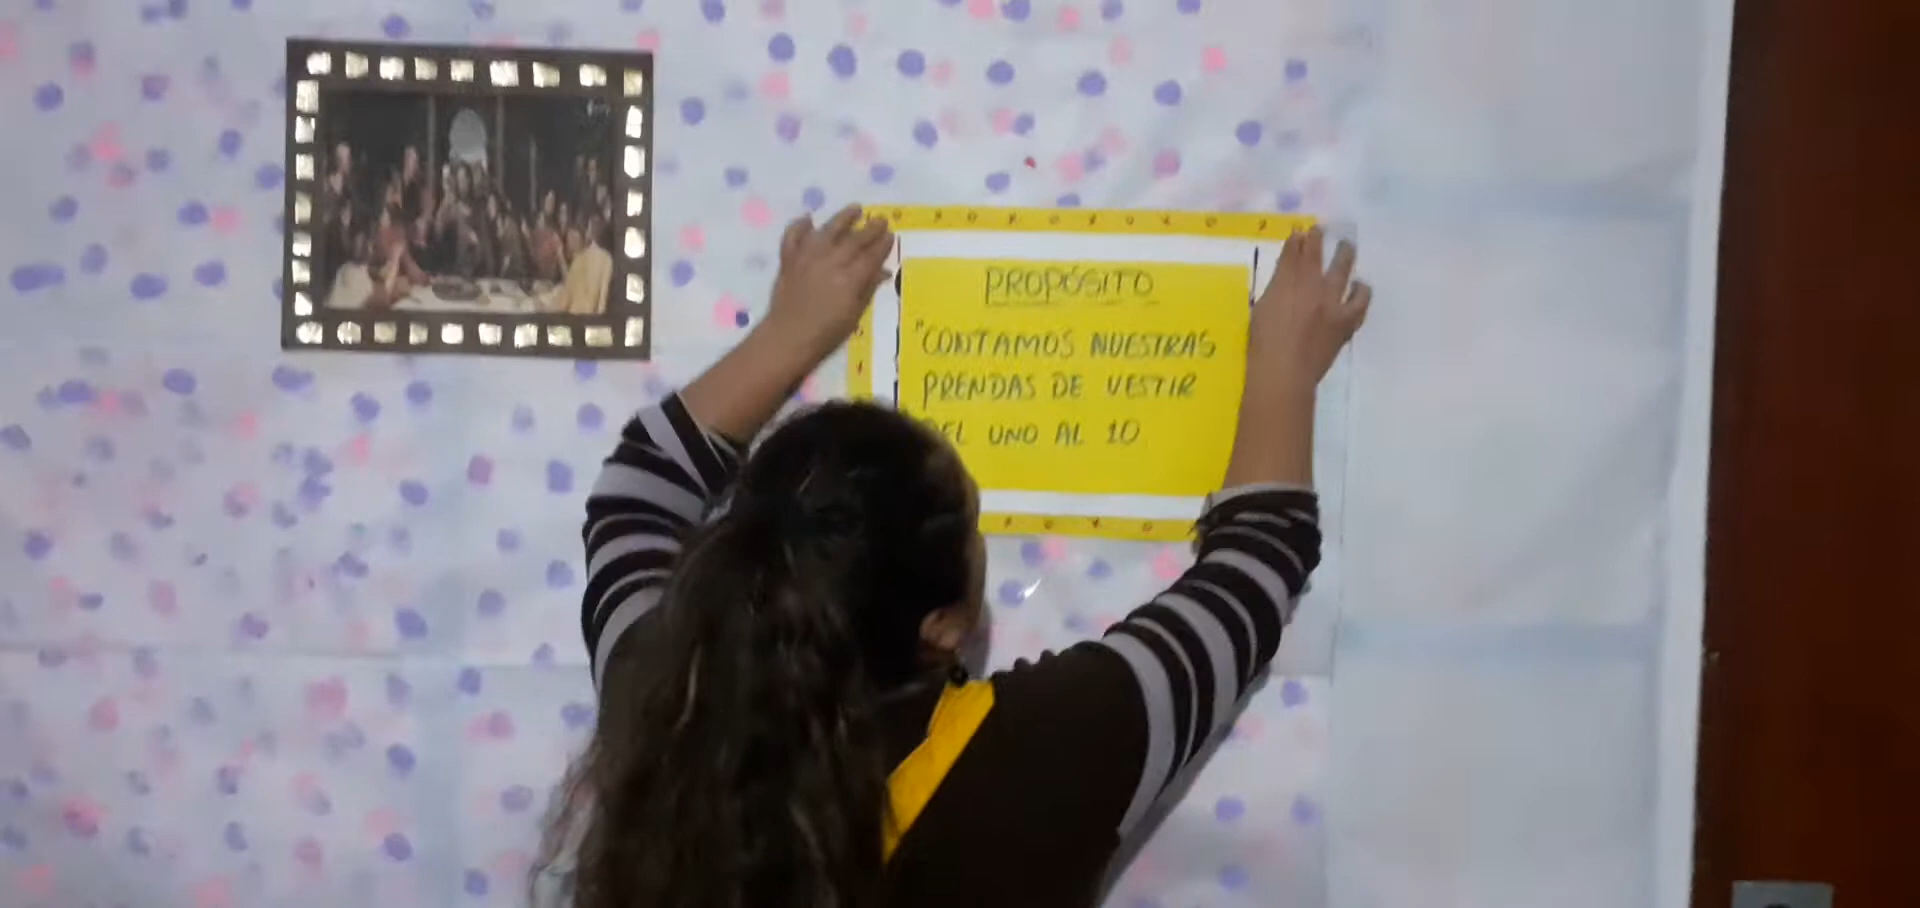 PROPÓSITO
"CONTAMOS NUESTRAS
PRENDAS DE VESTIR
DEL UNO AL 10